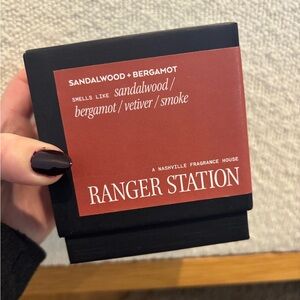 SANDALWOOD + BERGAMOT
SMELLS LIKE sandalwood /
bergamot / vetiver / smoke
A NASHVILLE FRAGRANCE HOUSE
RANGER STATION